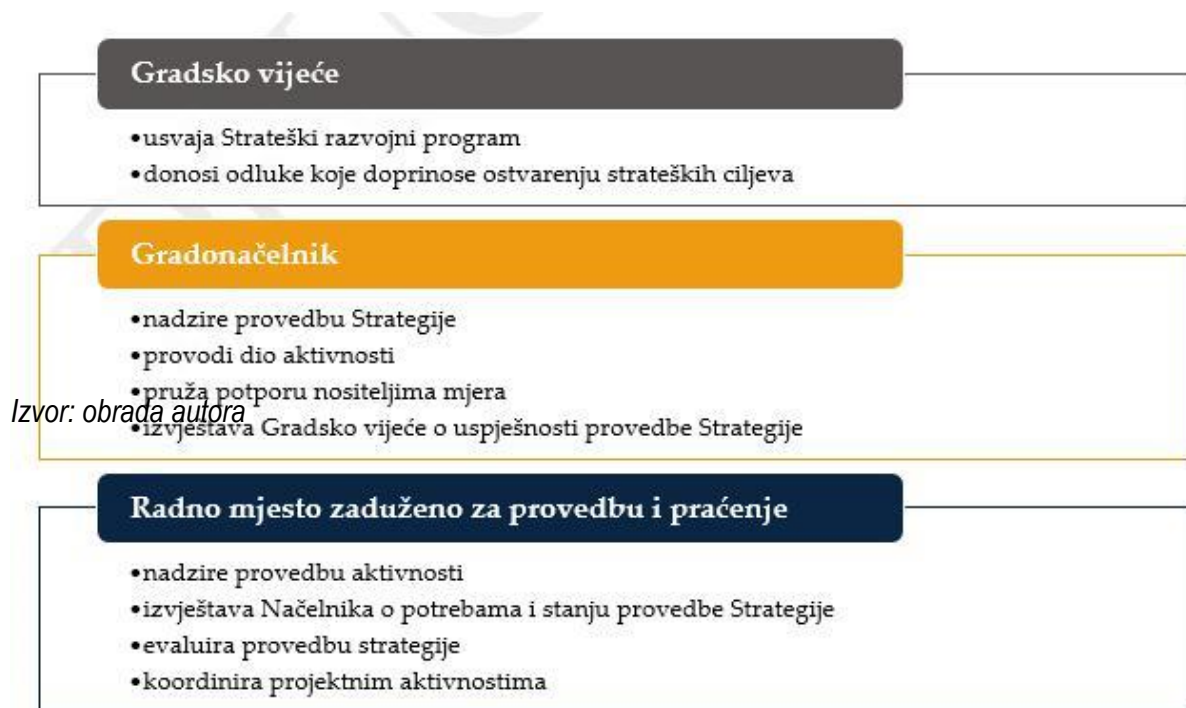 Gradsko vijeće
•usvaja Strateški razvojni program
•donosi odluke koje doprinose ostvarenju strateških ciljeva
Gradonačelnik
•nadzire provedbu Strategije
•provodi dio aktivnosti
•pruža potporu nositeljima mjera
Izvor: obrada autora
•izvještava Gradsko vijeće o uspješnosti provedbe Strategije
Radno mjesto zaduženo za provedbu i praćenje
•nadzire provedbu aktivnosti
•izvještava Načelnika o potrebama i stanju provedbe Strategije
•evaluira provedbu strategije
•koordinira projektnim aktivnostima